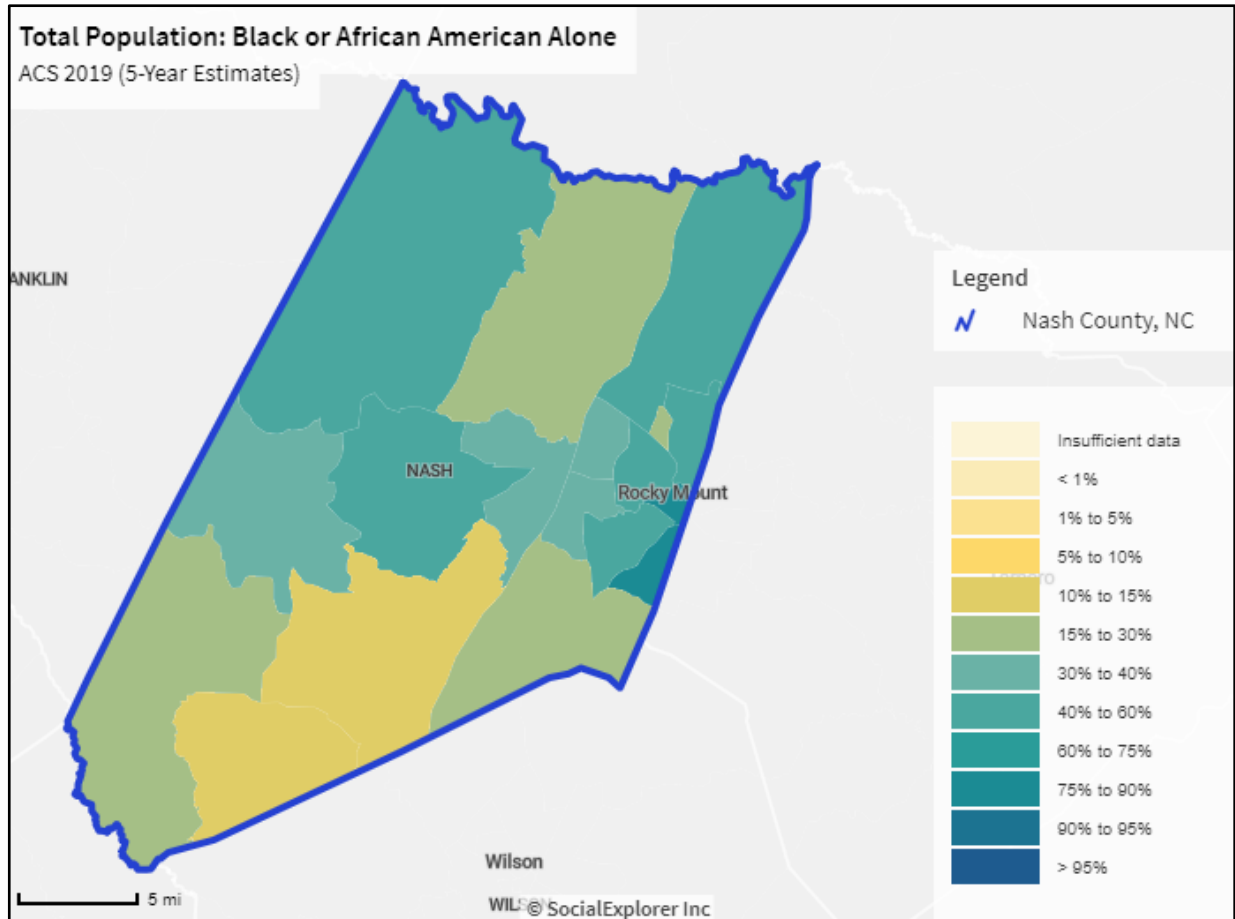 Total Population: Black or African American Alone
ACS 2019 (5-Year Estimates)
ANKLIN
NASH
Rocky Mount
Legend
Nash County, NC
Insufficient data
< 1%
1% to 5%
5% to 10%
10% to 15%
15% to 30%
30% to 40%
40% to 60%
60% to 75%
75% to 90%
90% to 95%
> 95%
Wilson
5 mi
© SocialExplorer Inc